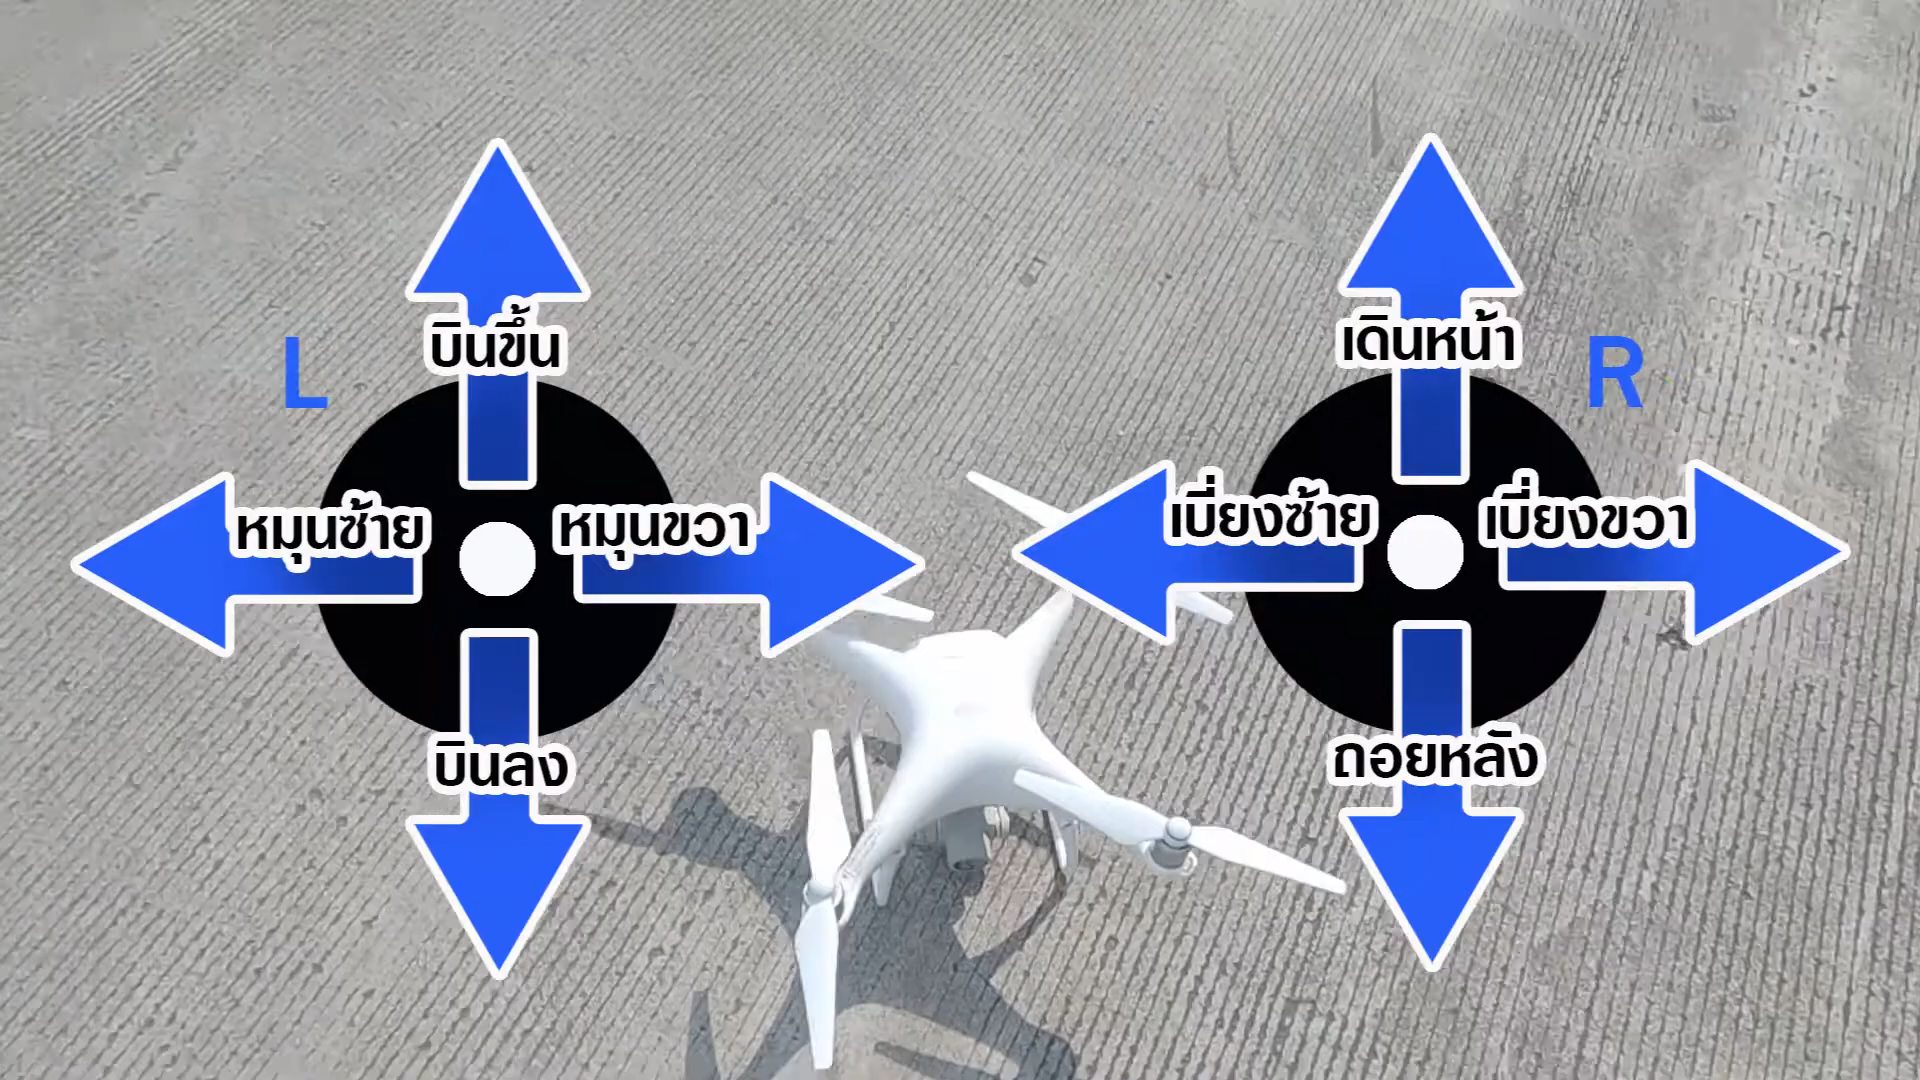 L
บินขึ้น
หมุนซ้าย
หมุนขวา
บินลง
R
เดินหน้า
เบี่ยงซ้าย
เบี่ยงขวา
ถอยหลัง